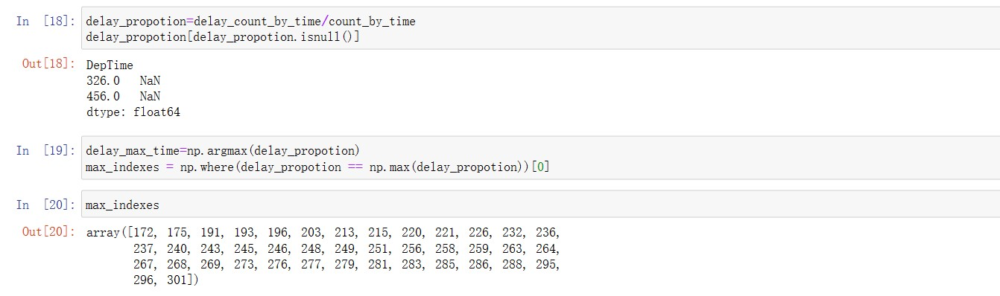 In [18]: delay_propotion=delay_count_by_time/count_by_time
delay_propotion[delay_propotion.isnull()]
Out[18]: DepTime
326.0 NaN
456.0 NaN
dtype: float64
In [19]: delay_max_time=np.argmax(delay_propotion)
max_indexes = np.where(delay_propotion == np.max(delay_propotion))[0]
In [20]: max_indexes
Out[20]: array([172, 175, 191, 193, 196, 203, 213, 215, 220, 221, 226, 232, 236,
237, 240, 243, 245, 246, 248, 249, 251, 256, 258, 259, 263, 264,
267, 268, 269, 273, 276, 277, 279, 281, 283, 285, 286, 288, 295,
296, 301])